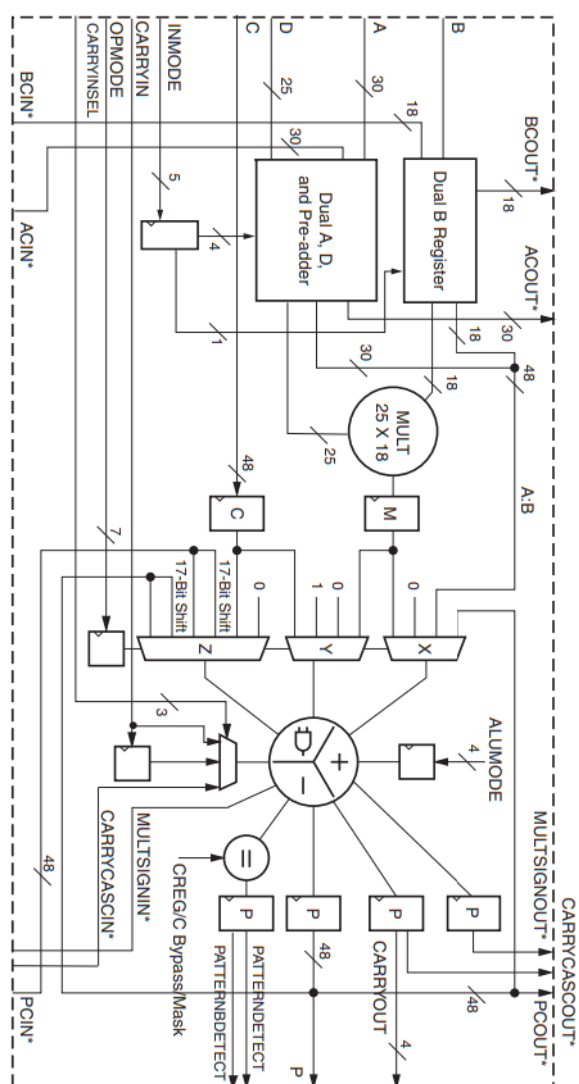 CARRYCASCOUT*
BCOUT*
ACOUT*
MULTSIGNOUT*
PCOUT*
18
30
48
48
A:B
ALUMODE
4
B
18
Dual B Register
18
18
X
0
A
30
Dual A, D,
and Pre-adder
30
MULT
25 X 18
M
P
D
25
25
Y
0
1
P
CARRYOUT
4
C
48
C
Z
0
17-Bit Shift
17-Bit Shift
+
−
P
48
P
INMODE
5
4
1
30
=
P
PATTERNDETECT
PATTERNBDETECT
CREG/C Bypass/Mask
CARRYIN
OPMODE
7
CARRYINSEL
3
48
BCIN*
ACIN*
MULTSIGNIN*
CARRYCASCIN*
PCIN*